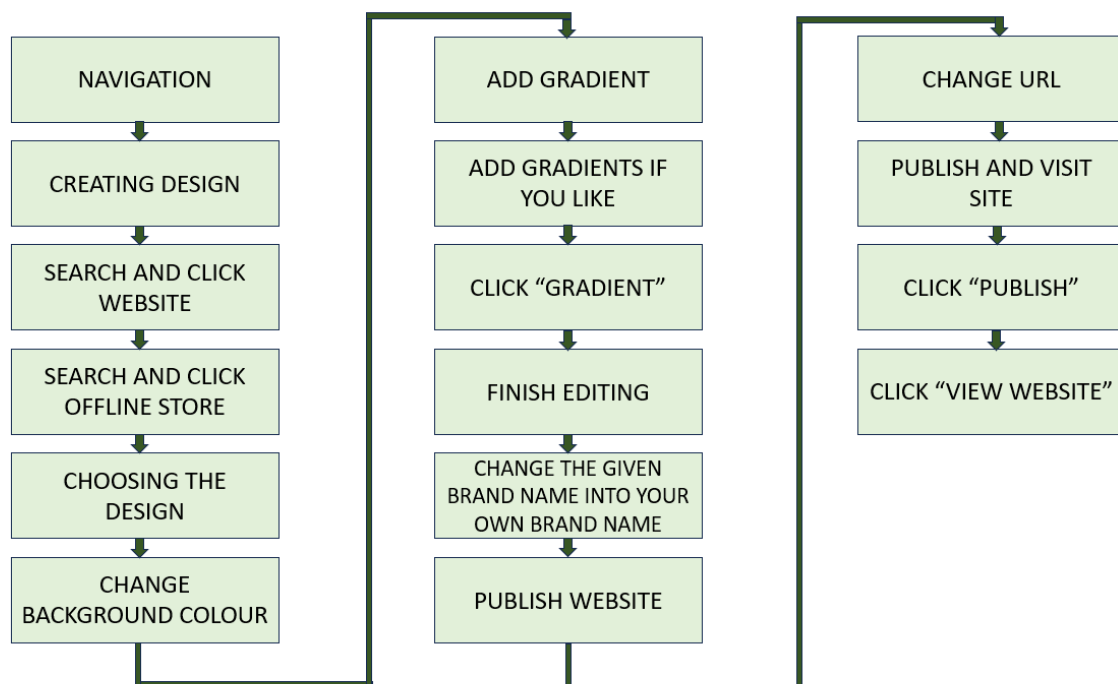 NAVIGATION
CREATING DESIGN
SEARCH AND CLICK
WEBSITE
SEARCH AND CLICK
OFFLINE STORE
CHOOSING THE
DESIGN
CHANGE
BACKGROUND COLOUR
ADD GRADIENT
ADD GRADIENTS IF
YOU LIKE
CLICK “GRADIENT”
FINISH EDITING
CHANGE THE GIVEN
BRAND NAME INTO YOUR
OWN BRAND NAME
PUBLISH WEBSITE
CHANGE URL
PUBLISH AND VISIT
SITE
CLICK “PUBLISH”
CLICK “VIEW WEBSITE”